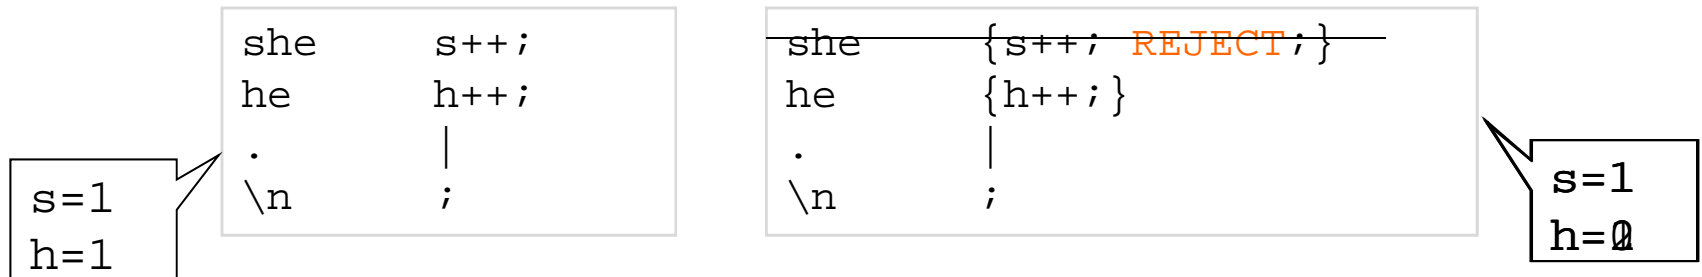 she s++;
he h++;
. |
\n ;
s=1
h=1
she {s++; REJECT;}
he {h++;}
. |
\n ;
s=1
h=